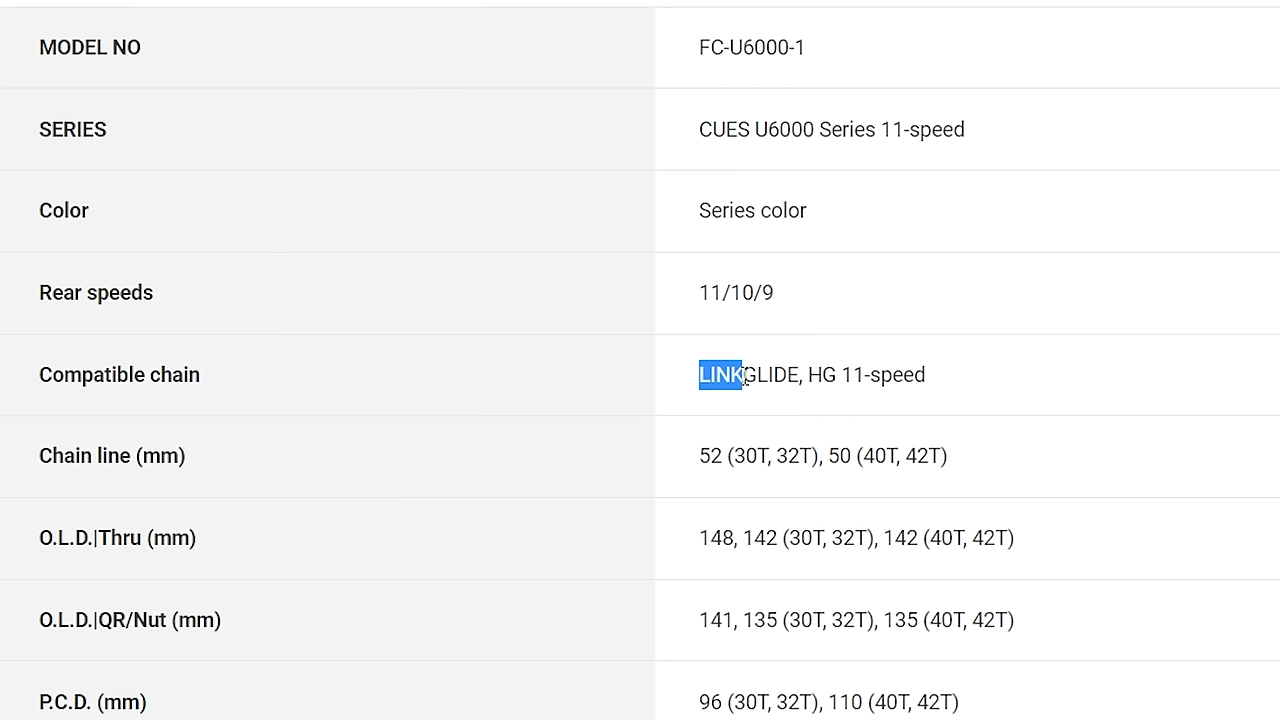 MODEL NO FC-U6000-1
SERIES CUES U6000 Series 11-speed
Color Series color
Rear speeds 11/10/9
Compatible chain LINKGLIDE, HG 11-speed
Chain line (mm) 52 (30T, 32T), 50 (40T, 42T)
O.L.D.|Thru (mm) 148, 142 (30T, 32T), 142 (40T, 42T)
O.L.D.|QR/Nut (mm) 141, 135 (30T, 32T), 135 (40T, 42T)
P.C.D. (mm) 96 (30T, 32T), 110 (40T, 42T)